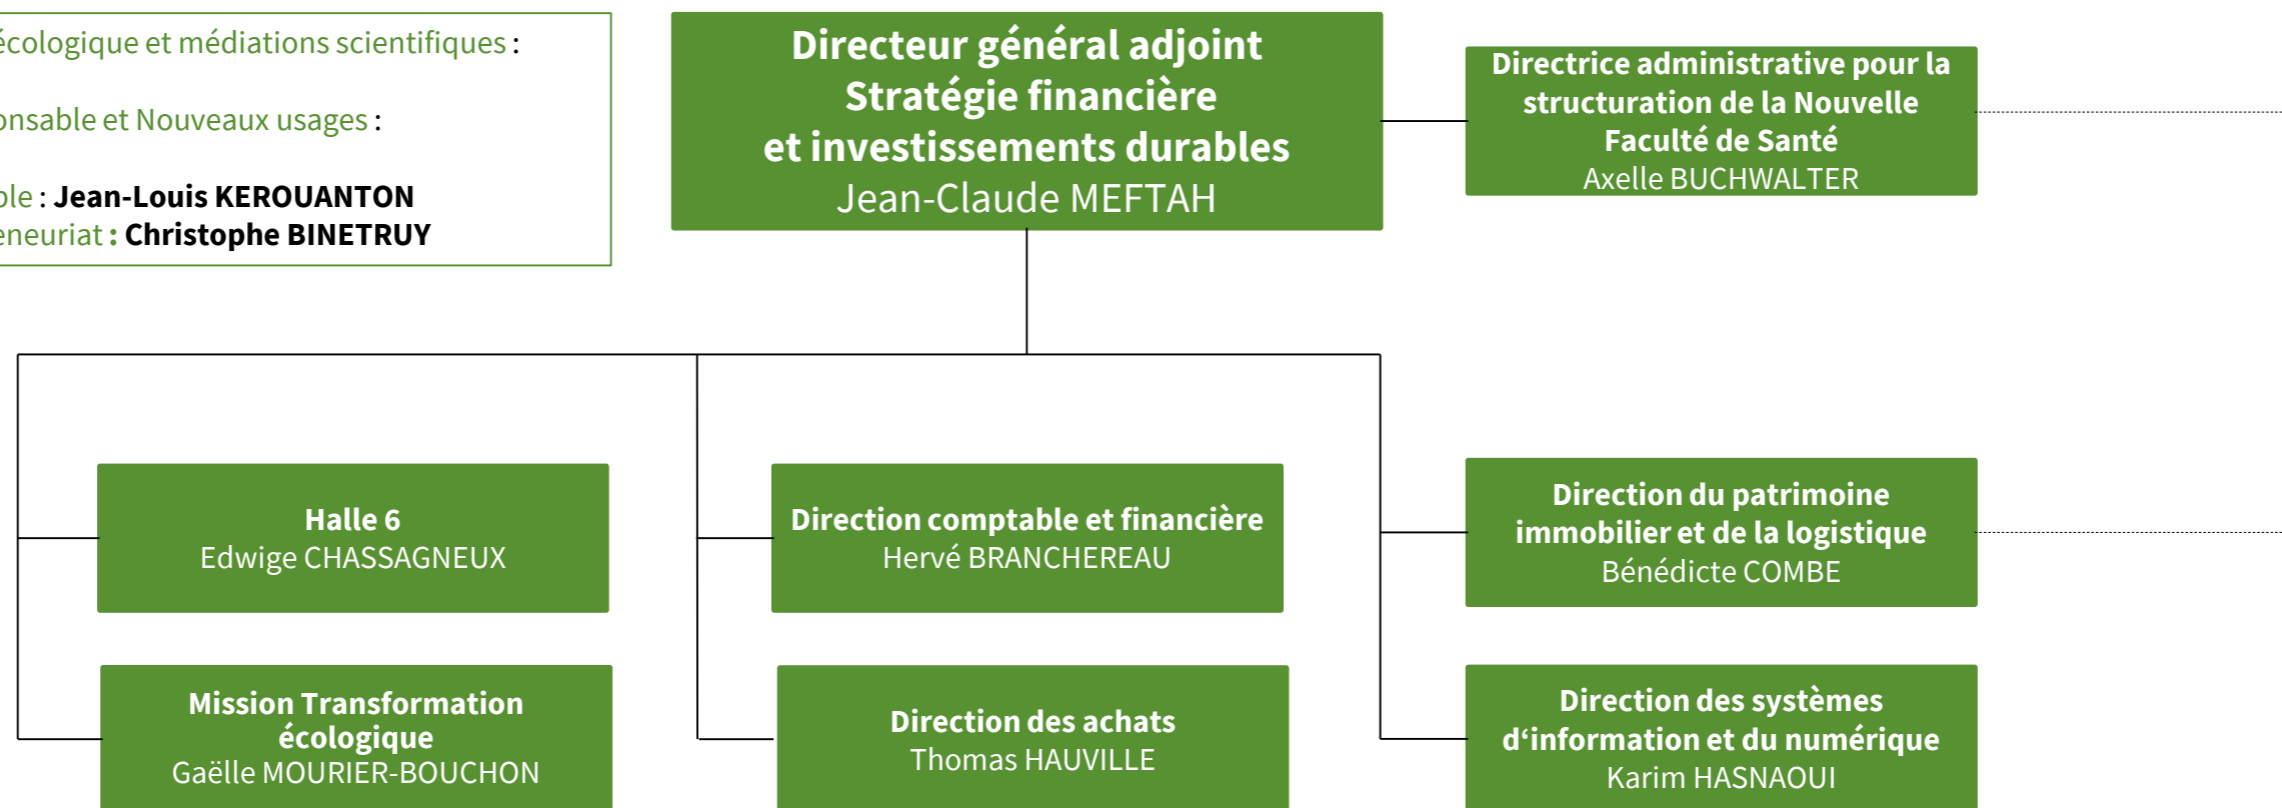 écologique et médiations scientifiques :
et Nouveaux usages :
: Jean-Louis KEROUANTON
: Christophe BINETRUY
Directeur général adjoint
Stratégie financière
et investissements durables
Jean-Claude MEFTAH
Directrice administrative pour la
structuration de la Nouvelle
Faculté de Santé
Axelle BUCHWALTER
Halle 6
Edwige CHASSAGNEUX
Direction comptable et financière
Hervé BRANCHEREAU
Direction du patrimoine
immobilier et de la logistique
Bénédicte COMBE
Mission Transformation
écologique
Gaëlle MOURIER-BOUCHON
Direction des achats
Thomas HAUVILLE
Direction des systèmes
d‘information et du numérique
Karim HASNAOUI